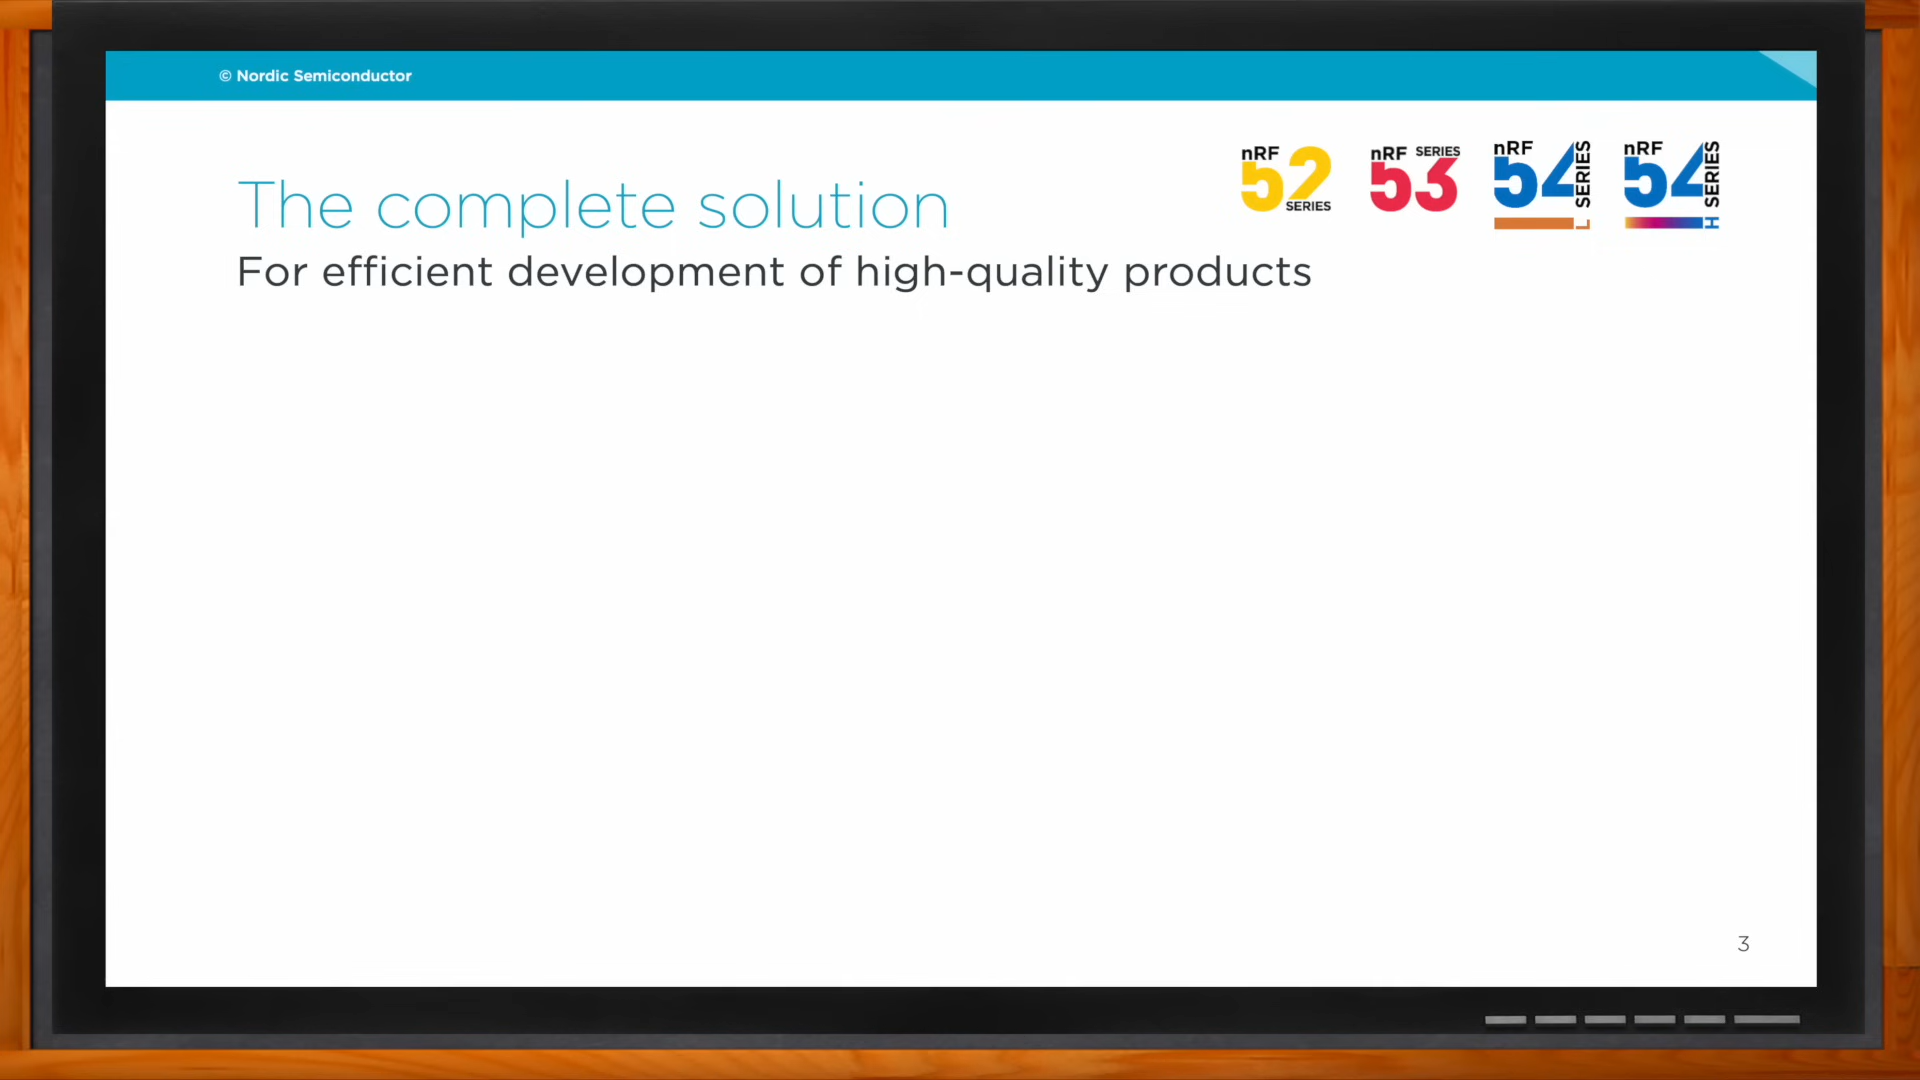 © Nordic Semiconductor
nRF 52 SERIES
nRF 53 SERIES
nRF 54 SERIES L
nRF 54 SERIES H
The complete solution
For efficient development of high-quality products
3